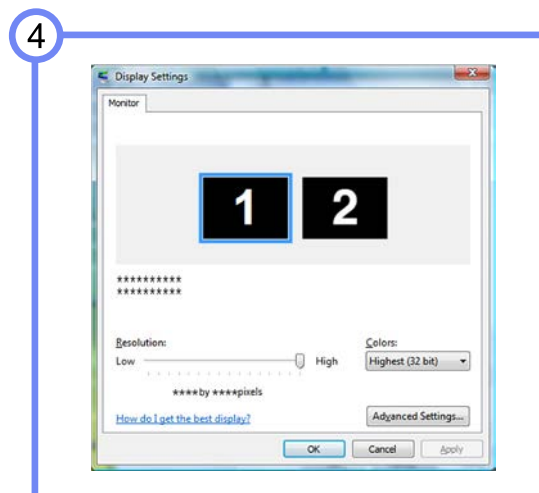 4
Display Settings
Monitor
1 2
**********
**********
Resolution: Colors:
Low High Highest (32 bit)
****by ****pixels
How do I get the best display? Advanced Settings...
OK Cancel Apply